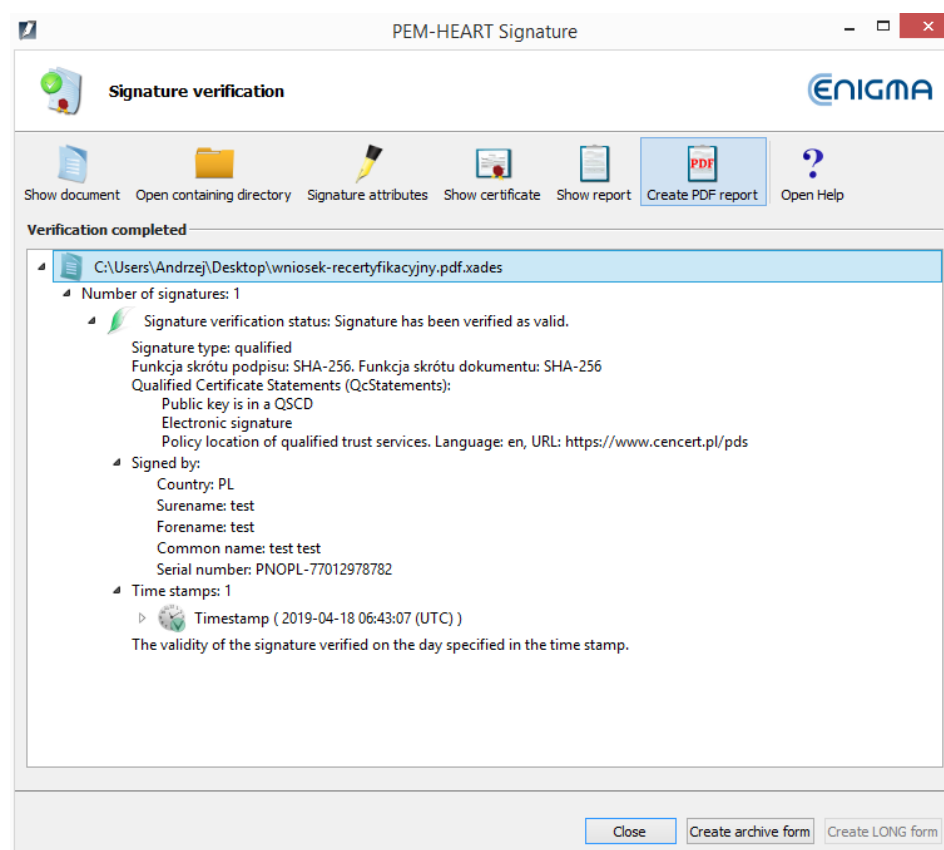 PEM-HEART Signature
Signature verification
ENIGMA
Show document Open containing directory Signature attributes Show certificate Show report PDF Create PDF report ? Open Help
Verification completed
C:\Users\Andrzej\Desktop\wniosek-recertyfikacyjny.pdf.xades
Number of signatures: 1
Signature verification status: Signature has been verified as valid.
Signature type: qualified
Funkcja skrótu podpisu: SHA-256. Funkcja skrótu dokumentu: SHA-256
Qualified Certificate Statements (QcStatements):
Public key is in a QSCD
Electronic signature
Policy location of qualified trust services. Language: en, URL: https://www.cencert.pl/pds
Signed by:
Country: PL
Surename: test
Forename: test
Common name: test test
Serial number: PNOPL-77012978782
Time stamps: 1
Timestamp ( 2019-04-18 06:43:07 (UTC) )
The validity of the signature verified on the day specified in the time stamp.
Close Create archive form Create LONG form